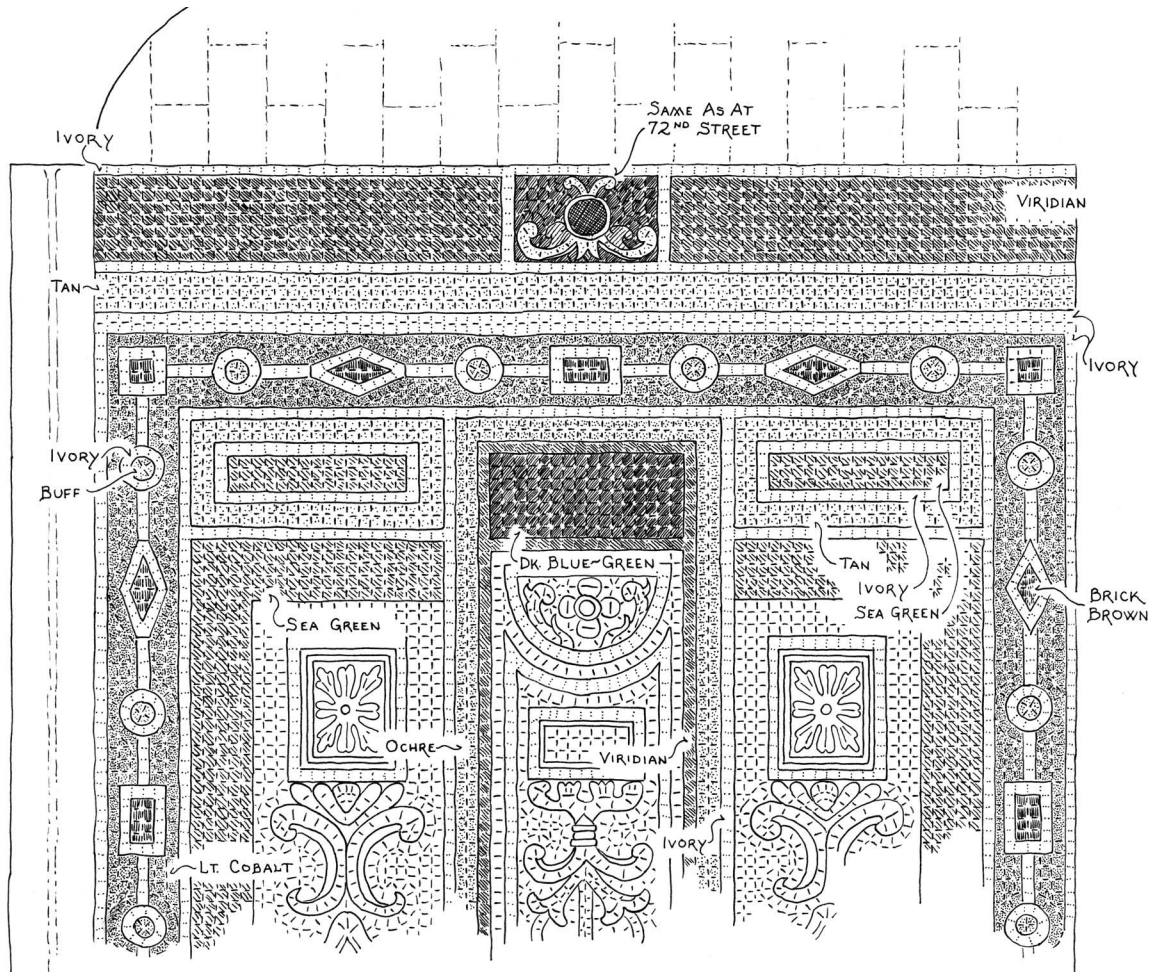 Ivory
Same As At
72ND Street
Viridian
Tan
Ivory
Ivory
Buff
Dk. Blue~Green
Tan
Ivory
Sea Green
Brick
Brown
Sea Green
Ochre
Viridian
Ivory
Lt. Cobalt